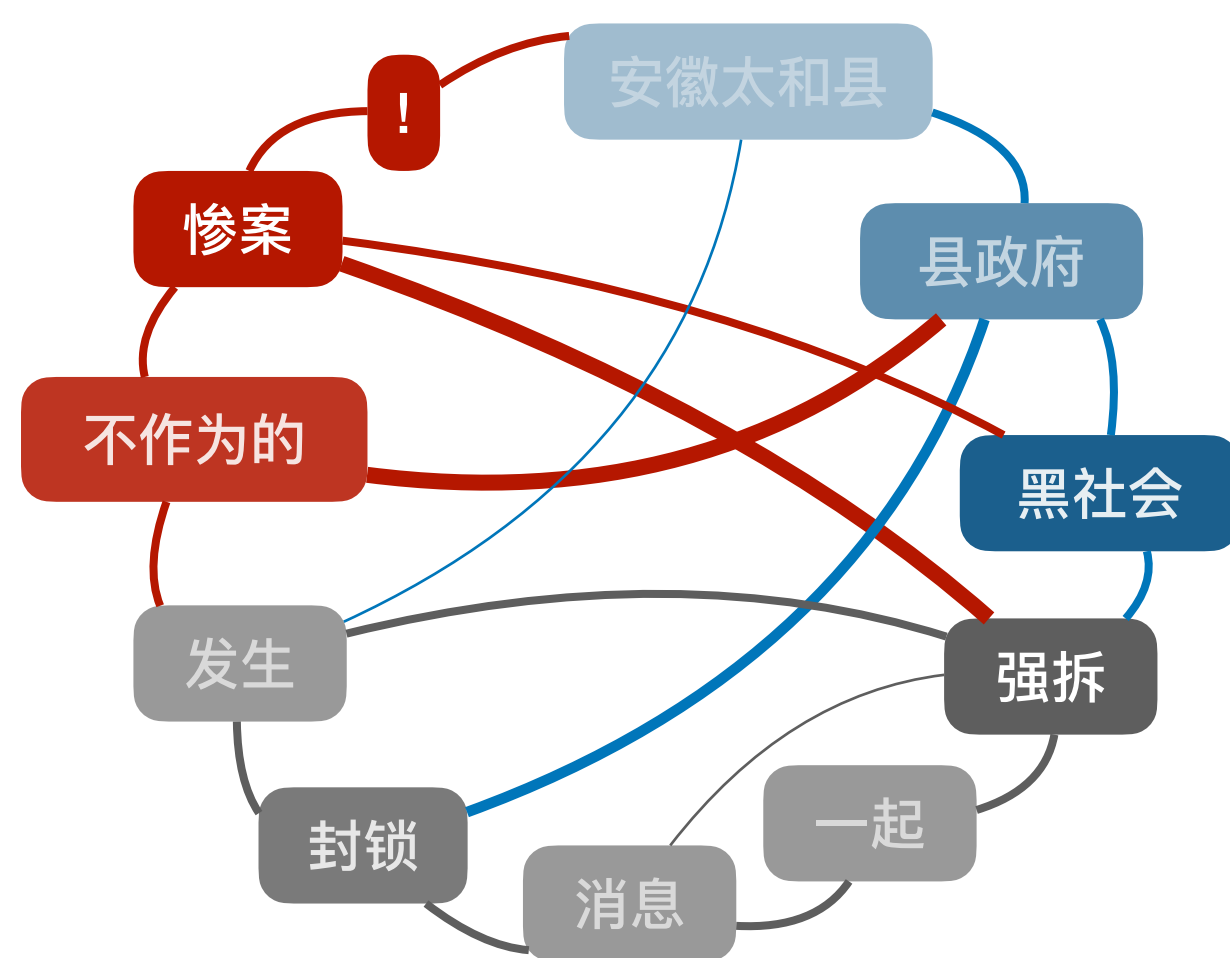 安徽太和县
!
惨案
县政府
不作为的
黑社会
发生
强拆
一起
封锁
消息